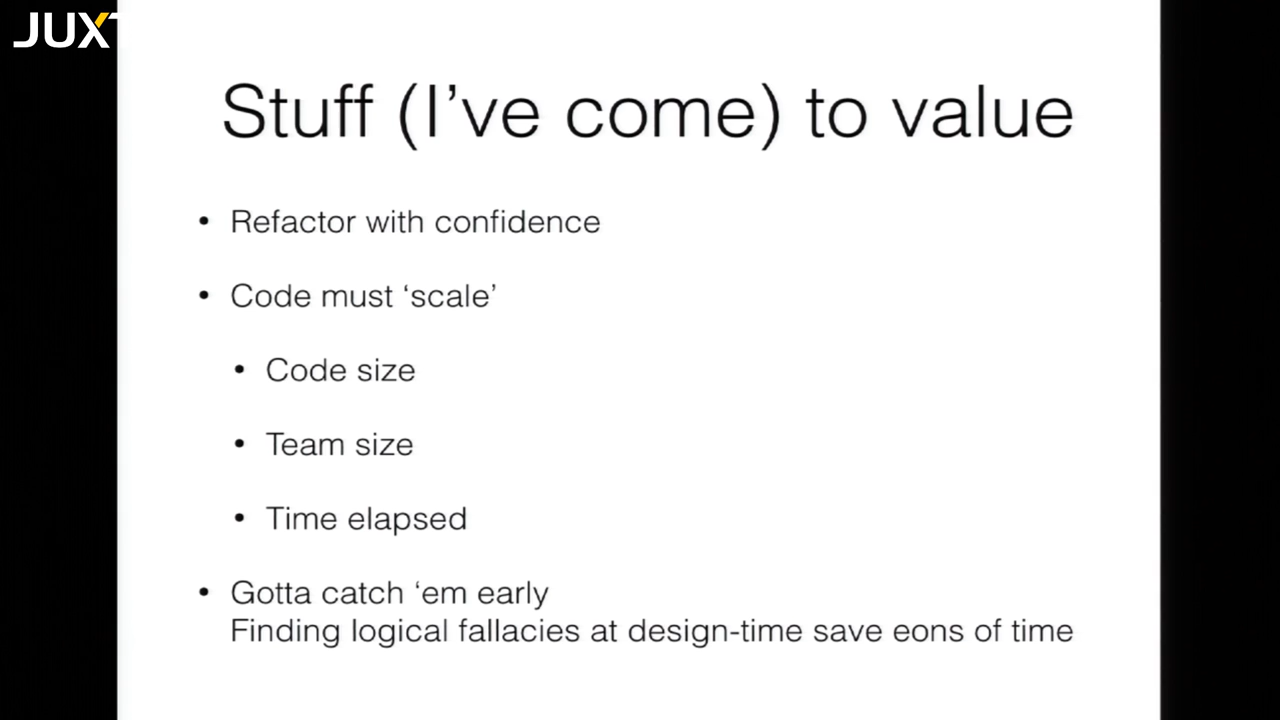 JUX
Stuff (I’ve come) to value
• Refactor with confidence
• Code must ‘scale’
• Code size
• Team size
• Time elapsed
• Gotta catch ‘em early
Finding logical fallacies at design-time save eons of time